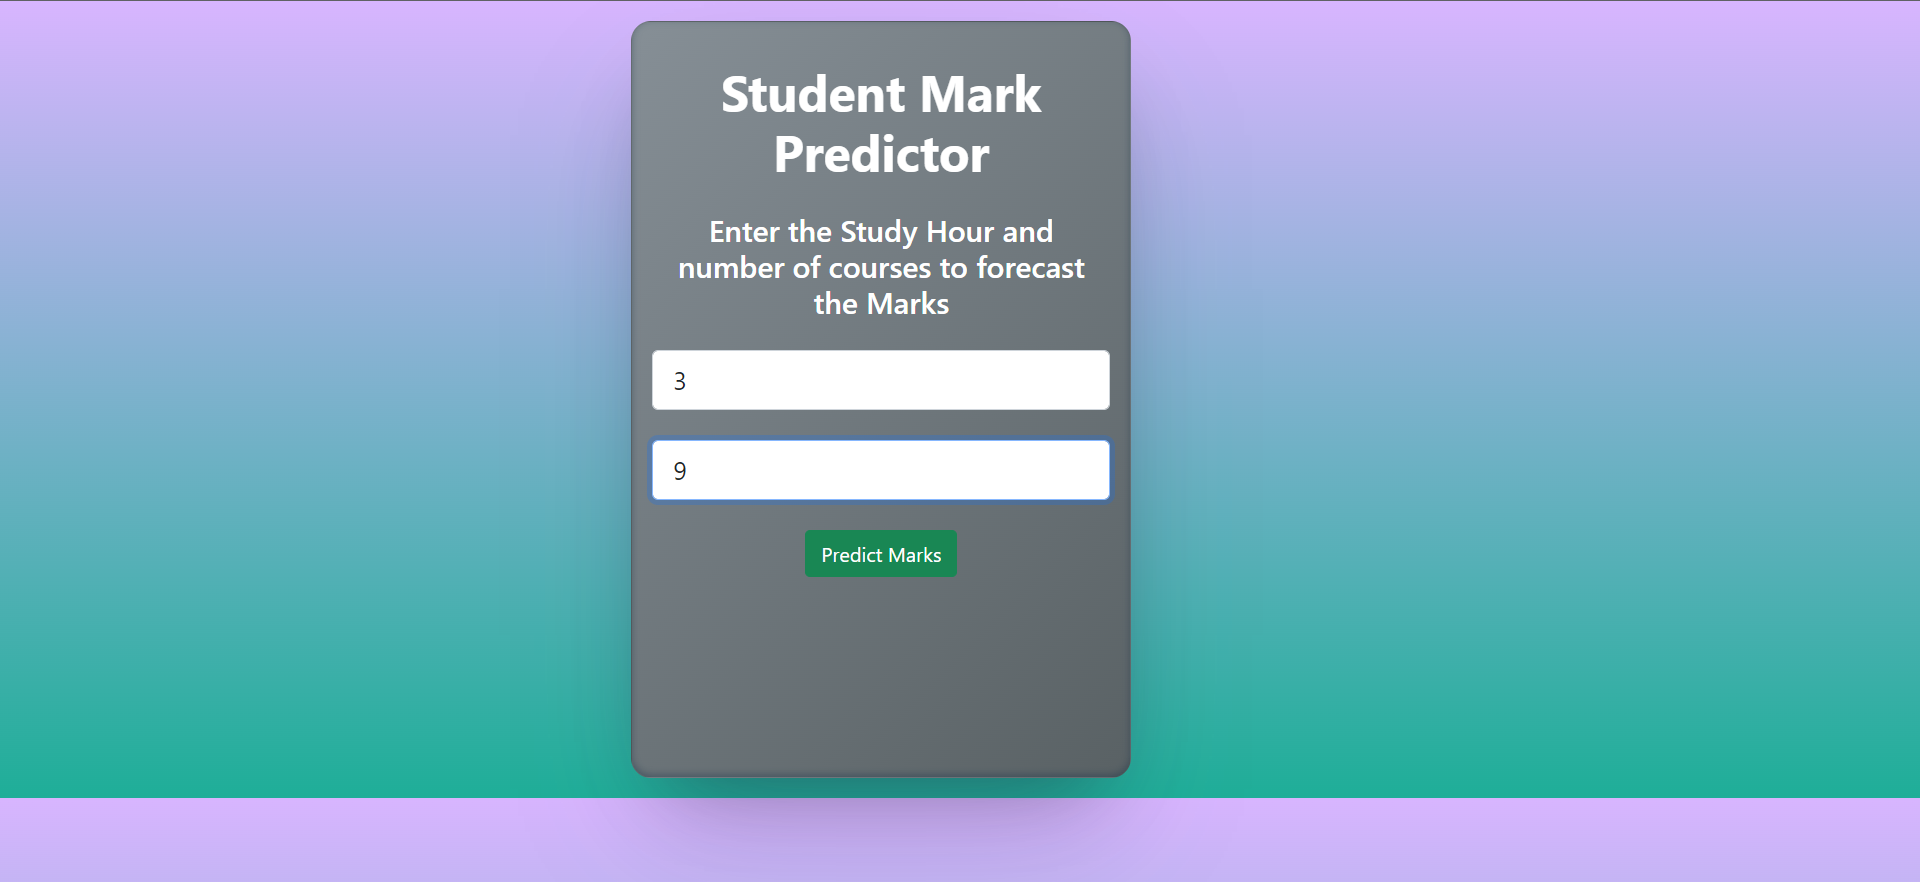 Student Mark
Predictor
Enter the Study Hour and
number of courses to forecast
the Marks
3
9
Predict Marks